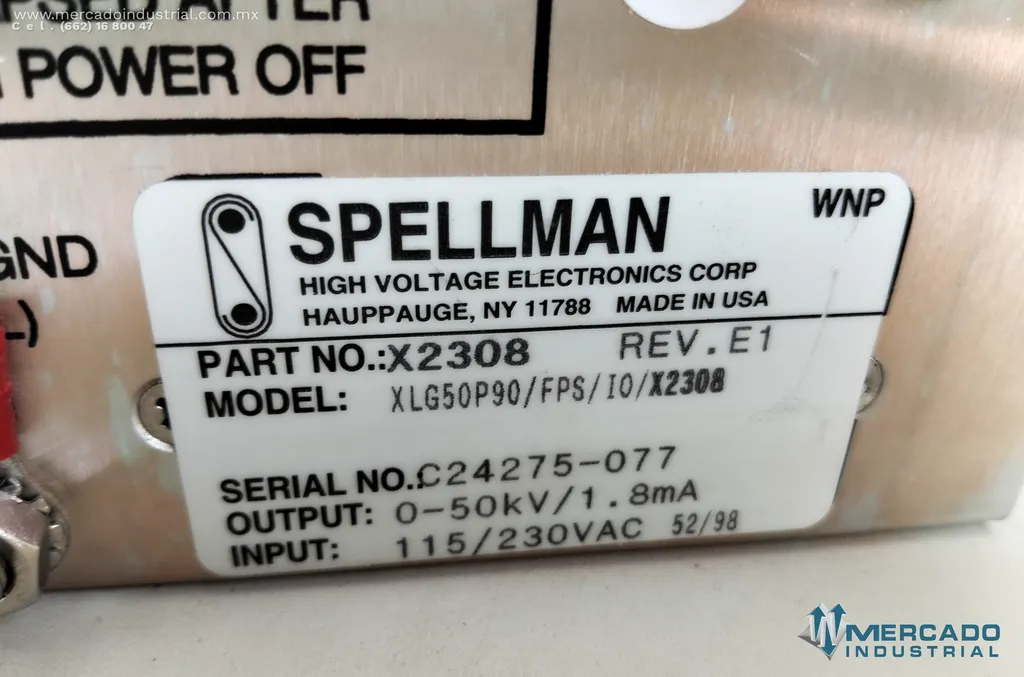 www.mercadoindustrial.com.mx
Cel. (662) 16 800 47
POWER OFF
GND
SPELLMAN
WNP
HIGH VOLTAGE ELECTRONICS CORP
HAUPPAUGE, NY 11788 MADE IN USA
PART NO.:X2308 REV.E1
MODEL: XLG50P90/FPS/IO/X2308
SERIAL NO.:C24275-077
OUTPUT: 0-50kV/1.8mA
INPUT: 115/230VAC 52/98
MERCADO
INDUSTRIAL